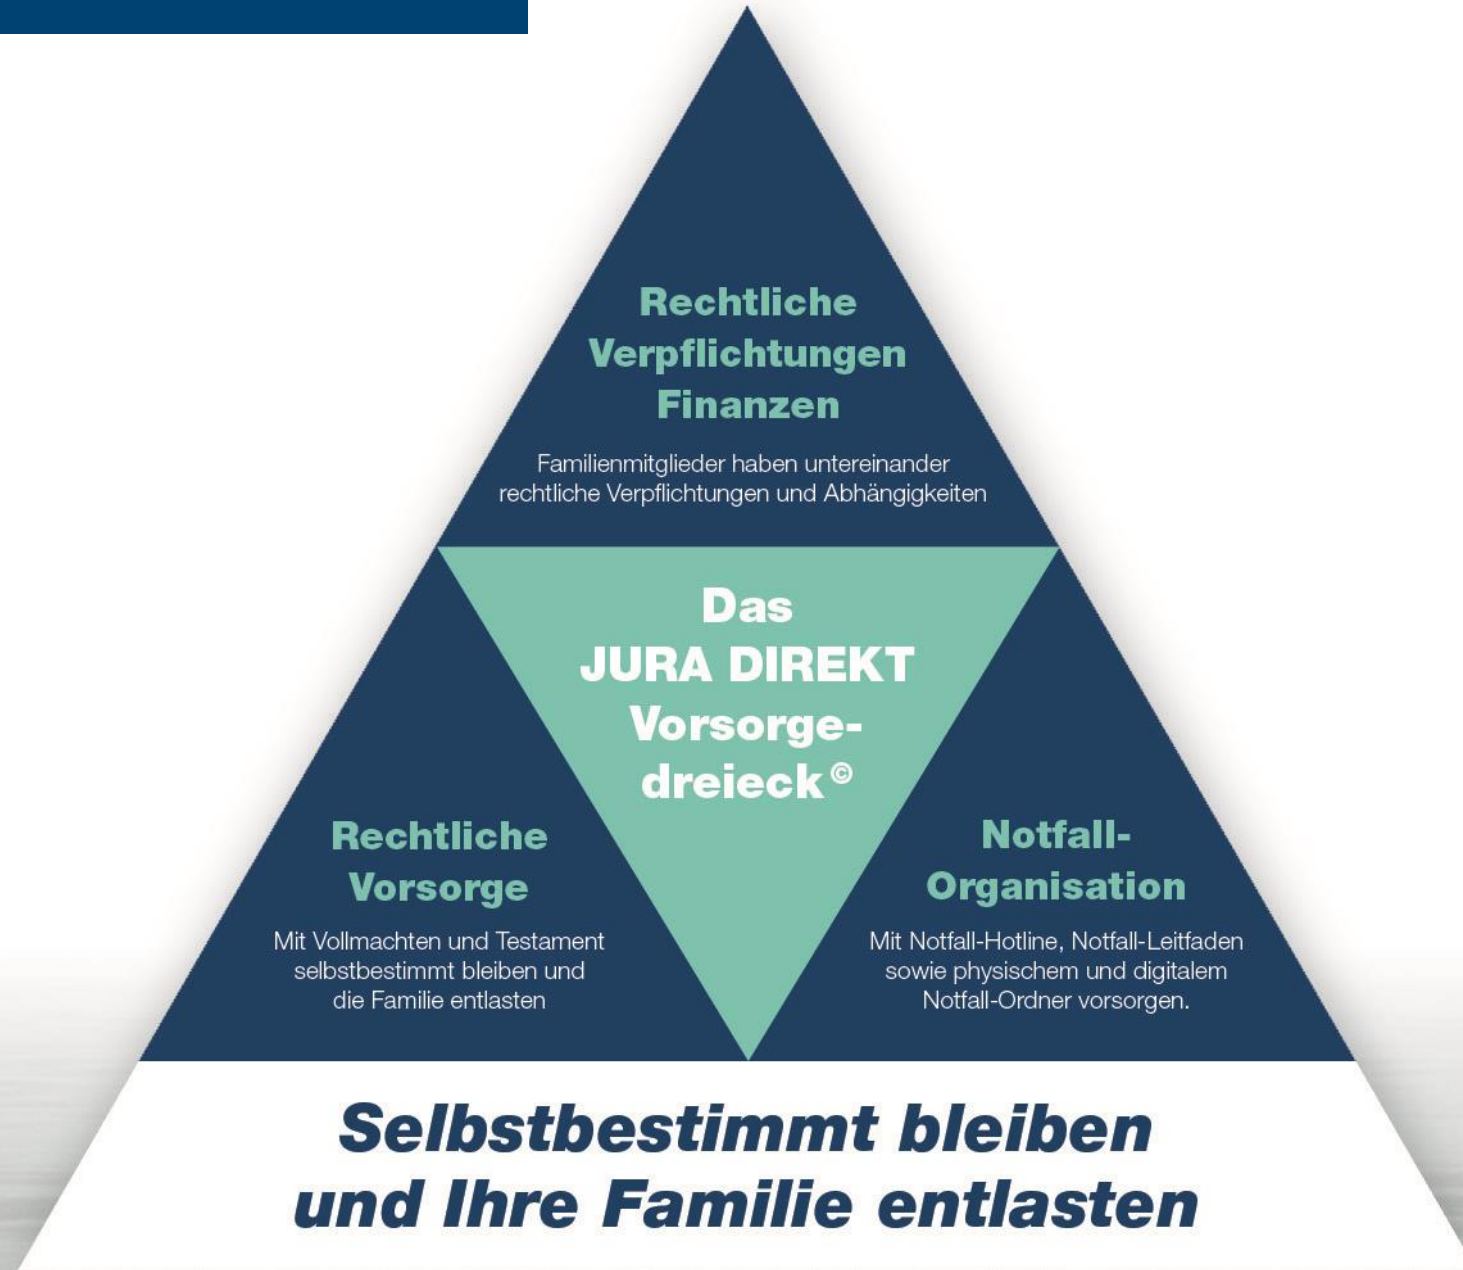 Rechtliche
Verpflichtungen
Finanzen
Familienmitglieder haben untereinander
rechtliche Verpflichtungen und Abhängigkeiten
Das
JURA DIREKT
Vorsorge-
dreieck©
Rechtliche
Vorsorge
Mit Vollmachten und Testament
selbstbestimmt bleiben und
die Familie entlasten
Notfall-
Organisation
Mit Notfall-Hotline, Notfall-Leitfaden
sowie physischem und digitalem
Notfall-Ordner vorsorgen.
Selbstbestimmt bleiben
und Ihre Familie entlasten